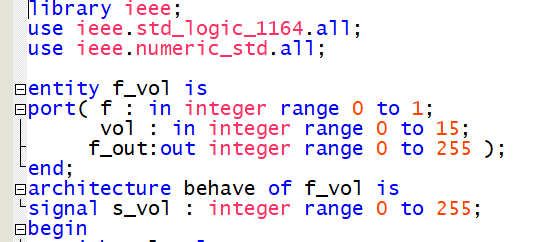 library ieee;
use ieee.std_logic_1164.all;
use ieee.numeric_std.all;
entity f_vol is
port( f : in integer range 0 to 1;
vol : in integer range 0 to 15;
f_out:out integer range 0 to 255 );
end;
architecture behave of f_vol is
signal s_vol : integer range 0 to 255;
begin